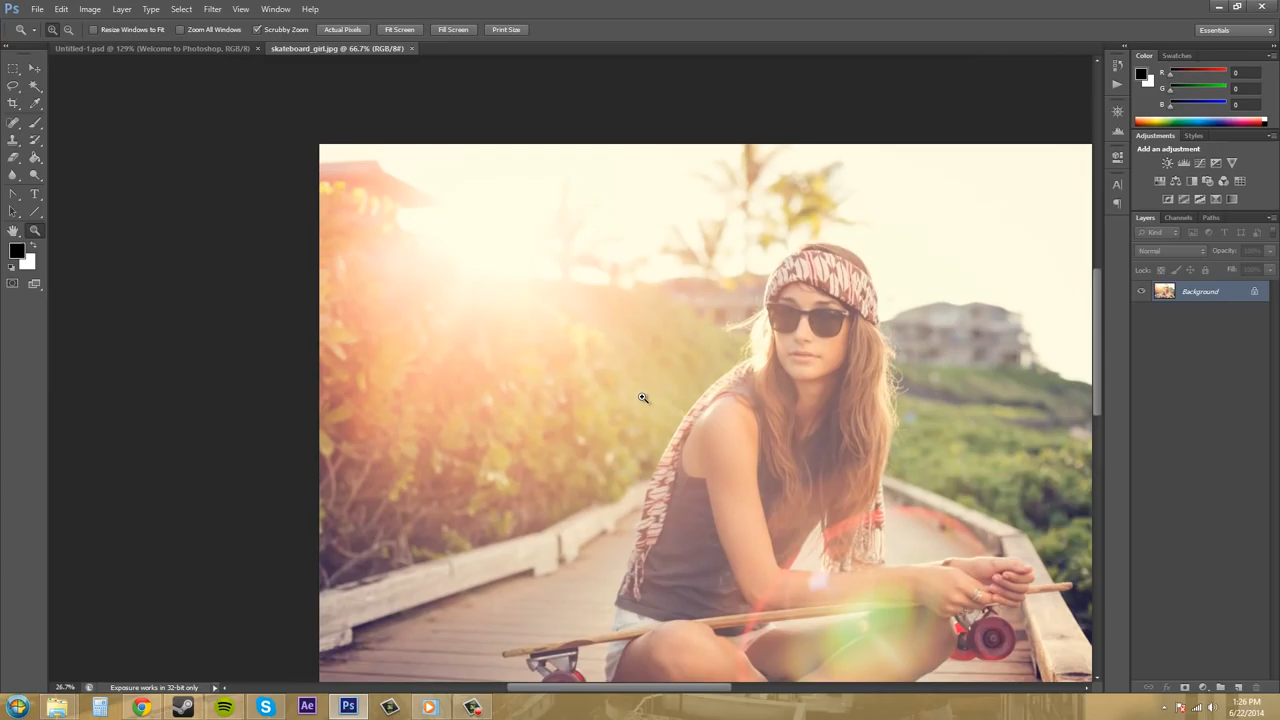 Ps File Edit Image Layer Type Select Filter View Window Help
Resize Windows to Fit Zoom All Windows Scrubby Zoom Actual Pixels Fit Screen Fill Screen Print Size Essentials
Untitled-1.psd @ 129% (Welcome to Photoshop, RGB/8) × skateboard_girl.jpg @ 66.7% (RGB/8#) ×
Color Swatches
R 0
G 0
B 0
Adjustments Styles
Add an adjustment
Layers Channels Paths
Kind
Normal Opacity: 100%
Lock: Fill: 100%
Background
26.7% Exposure works in 32-bit only
Ae Ps
1:26 PM
6/22/2014